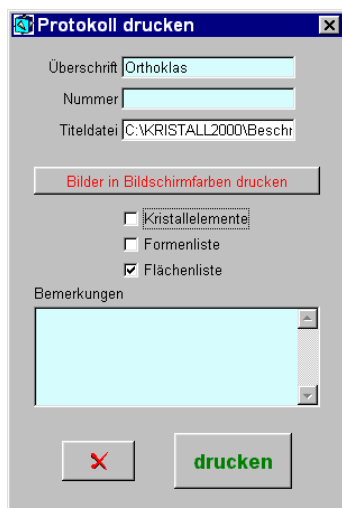 Protokoll drucken
Überschrift Orthoklas
Nummer
Titeldatei C:\KRISTALL2000\Beschr
Bilder in Bildschirmfarben drucken
Kristallelemente
Formenliste
Flächenliste
Bemerkungen
drucken